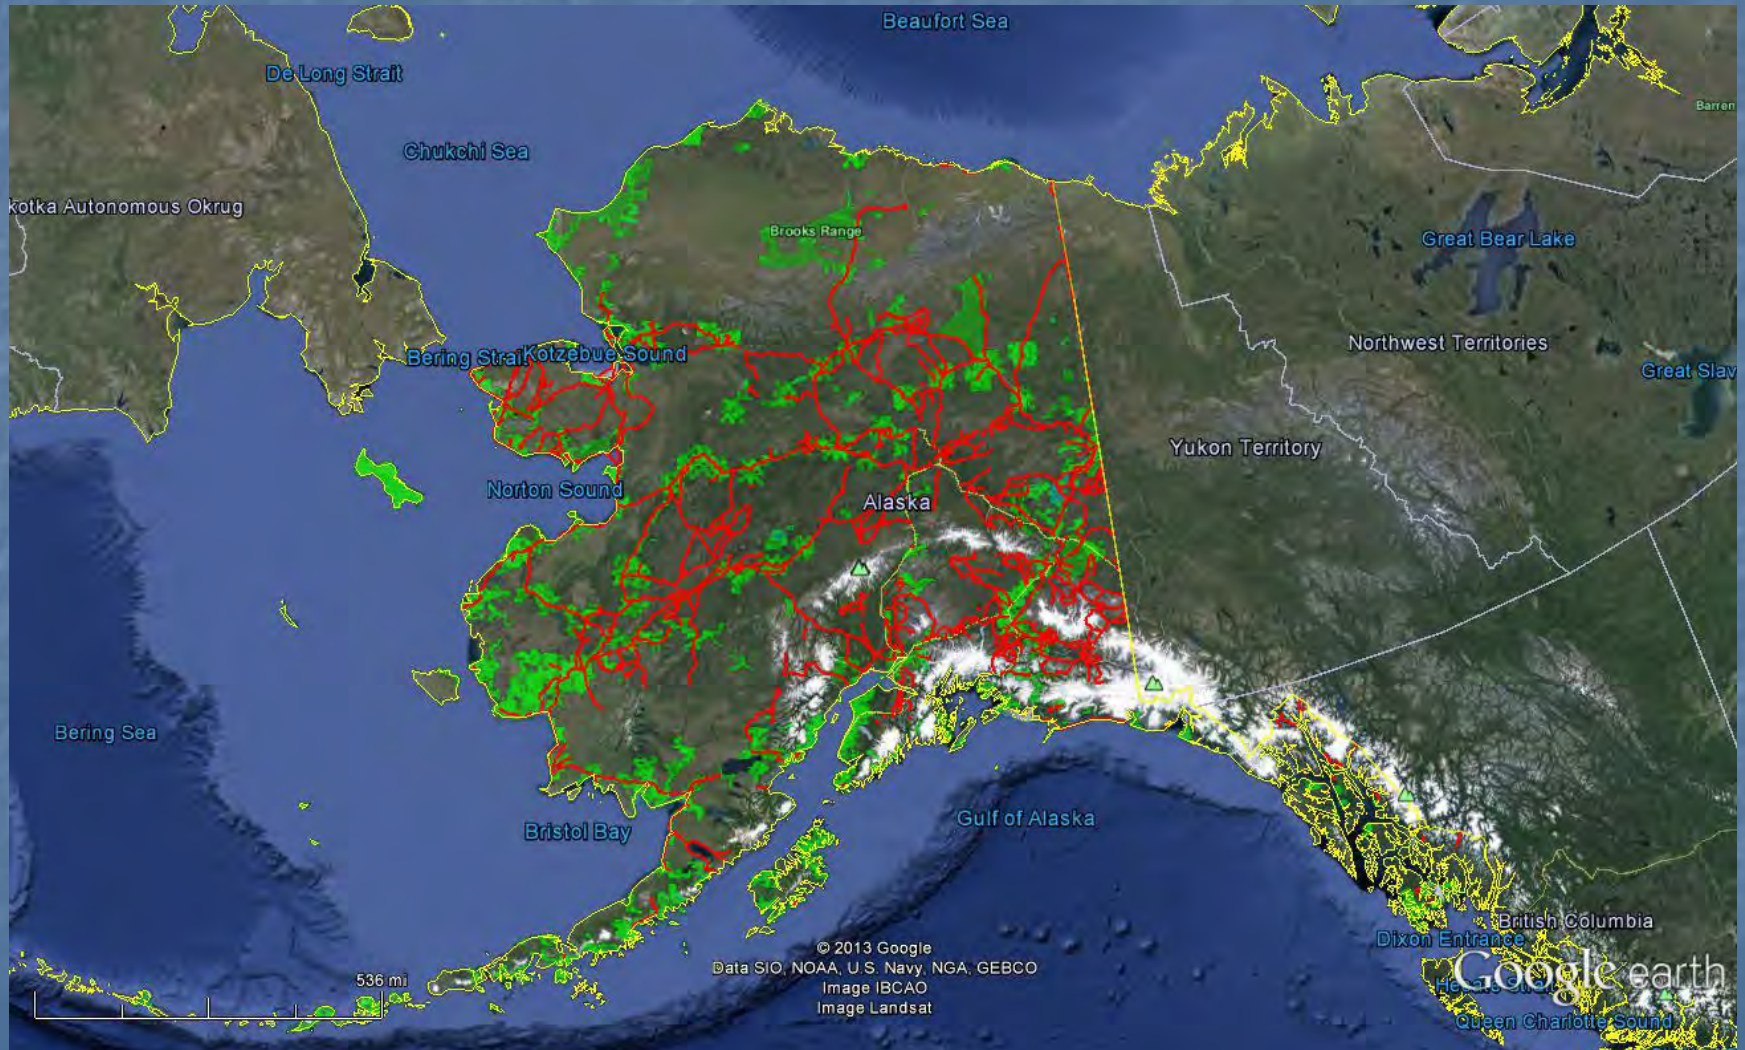 Beaufort Sea
De Long Strait
Barren
Chukchi Sea
kotka Autonomous Okrug
Brooks Range
Great Bear Lake
Northwest Territories
Bering Strait
Kotzebue Sound
Great Slav
Yukon Territory
Norton Sound
Alaska
Bering Sea
Bristol Bay
Gulf of Alaska
British Columbia
Dixon Entrance
© 2013 Google
Data SIO, NOAA, U.S. Navy, NGA, GEBCO
Image IBCAO
Image Landsat
536 mi
Google earth
Queen Charlotte Sound